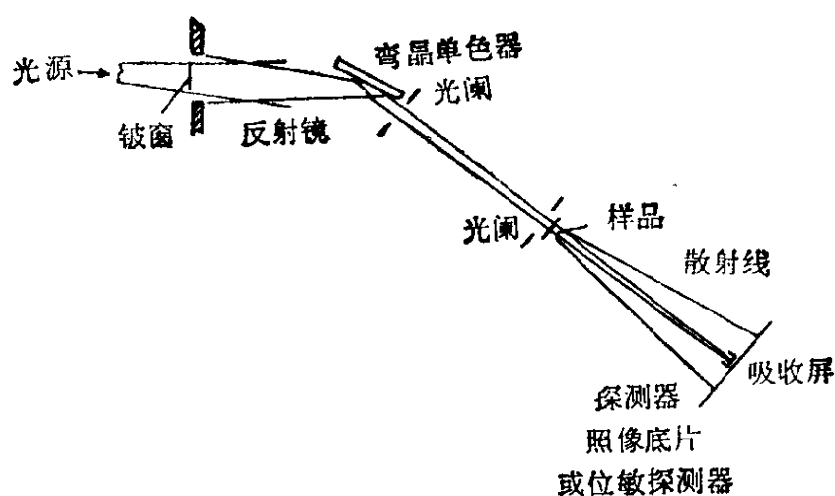 弯晶单色器
光源
光阑
铍窗
反射镜
光阑
样品
散射线
吸收屏
探测器
照像底片
或位敏探测器